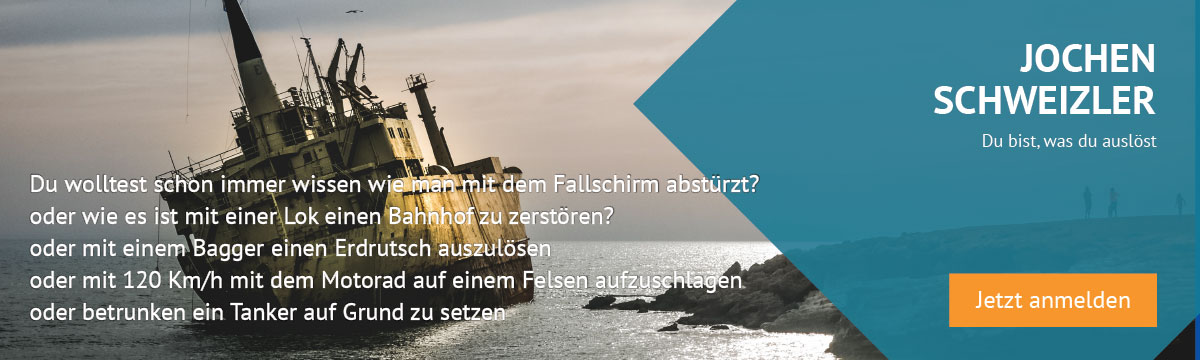 JOCHEN
SCHWEIZLER
Du bist, was du auslöst
Du wolltest schon immer wissen wie man mit dem Fallschirm abstürzt?
oder wie es ist mit einer Lok einen Bahnhof zu zerstören?
oder mit einem Bagger einen Erdrutsch auszulösen
oder mit 120 Km/h mit dem Motorad auf einem Felsen aufzuschlagen
oder betrunken ein Tanker auf Grund zu setzen
Jetzt anmelden